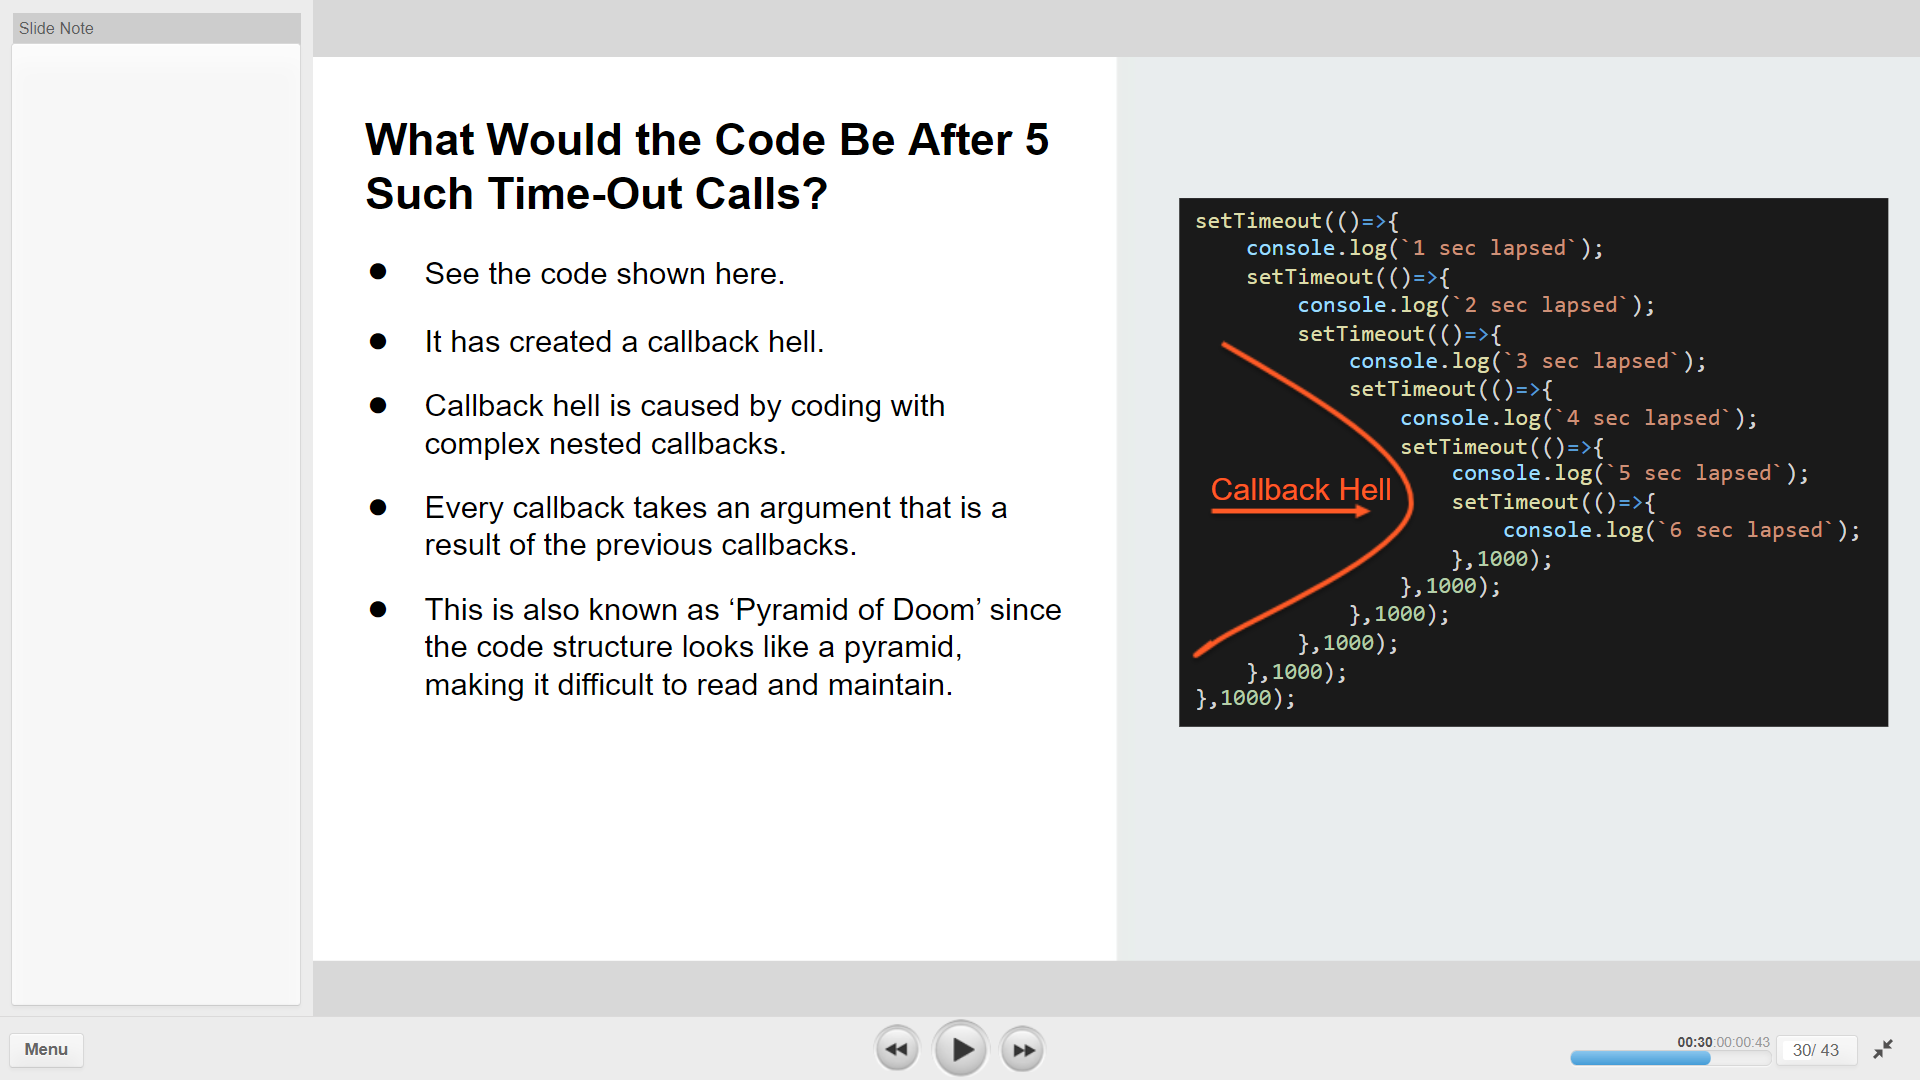 Slide Note
What Would the Code Be After 5
Such Time-Out Calls?
● See the code shown here.
● It has created a callback hell.
● Callback hell is caused by coding with
complex nested callbacks.
● Every callback takes an argument that is a
result of the previous callbacks.
● This is also known as ‘Pyramid of Doom’ since
the code structure looks like a pyramid,
making it difficult to read and maintain.
setTimeout(()=>{
    console.log(`1 sec lapsed`);
    setTimeout(()=>{
        console.log(`2 sec lapsed`);
        setTimeout(()=>{
            console.log(`3 sec lapsed`);
            setTimeout(()=>{
                console.log(`4 sec lapsed`);
                setTimeout(()=>{
                    console.log(`5 sec lapsed`);
                    setTimeout(()=>{
                        console.log(`6 sec lapsed`);
                    },1000);
                },1000);
            },1000);
        },1000);
    },1000);
},1000);
Callback Hell
Menu
00:30:00:00:43
30/ 43